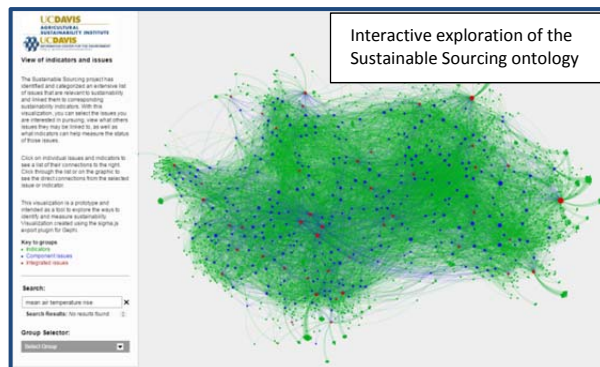 UCDAVIS
AGRICULTURAL
SUSTAINABILITY INSTITUTE
UCDAVIS
View of indicators and issues
The Sustainable Sourcing project has
identified and categorized an extensive list
of issues that are relevant to sustainability
and linked them to corresponding
sustainability indicators. With this
visualization, you can select the issues you
are interested in pursuing, view what others
issues they may be linked to, as well as
what indicators can help measure the status
of those issues.
Click on individual issues and indicators to
see a list of their connections to the right.
Click through the list or on the graphic to
see the direct connections from the selected
issue or indicator.
This visualization is a prototype and
intended as a tool to explore the ways to
identify and measure sustainability.
Visualization created using the sigma.js
export plugin for Gephi.
Key to groups
Indicators
Component Issues
Integrated Issues
Search:
mean air temperature rise
Search Results: No results found.
Group Selector:
Select Group
Interactive exploration of the
Sustainable Sourcing ontology